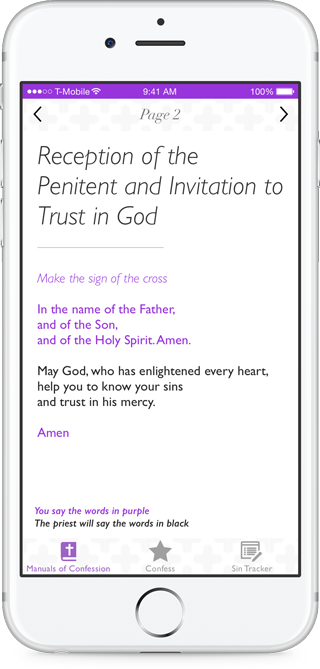 T-Mobile 9:41 AM 100%
Page 2
Reception of the
Penitent and Invitation to
Trust in God
Make the sign of the cross
In the name of the Father,
and of the Son,
and of the Holy Spirit. Amen.
May God, who has enlightened every heart,
help you to know your sins
and trust in his mercy.
Amen
You say the words in purple
The priest will say the words in black
Manuals of Confession Confess Sin Tracker